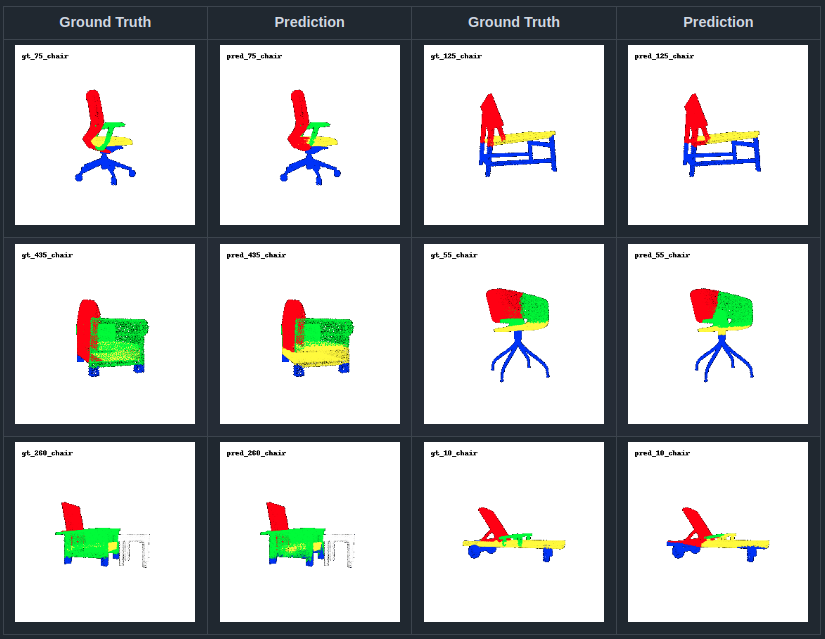 Ground Truth Prediction Ground Truth Prediction
gt_75_chair pred_75_chair gt_125_chair pred_125_chair
gt_435_chair pred_435_chair gt_55_chair pred_55_chair
gt_260_chair pred_260_chair gt_10_chair pred_10_chair